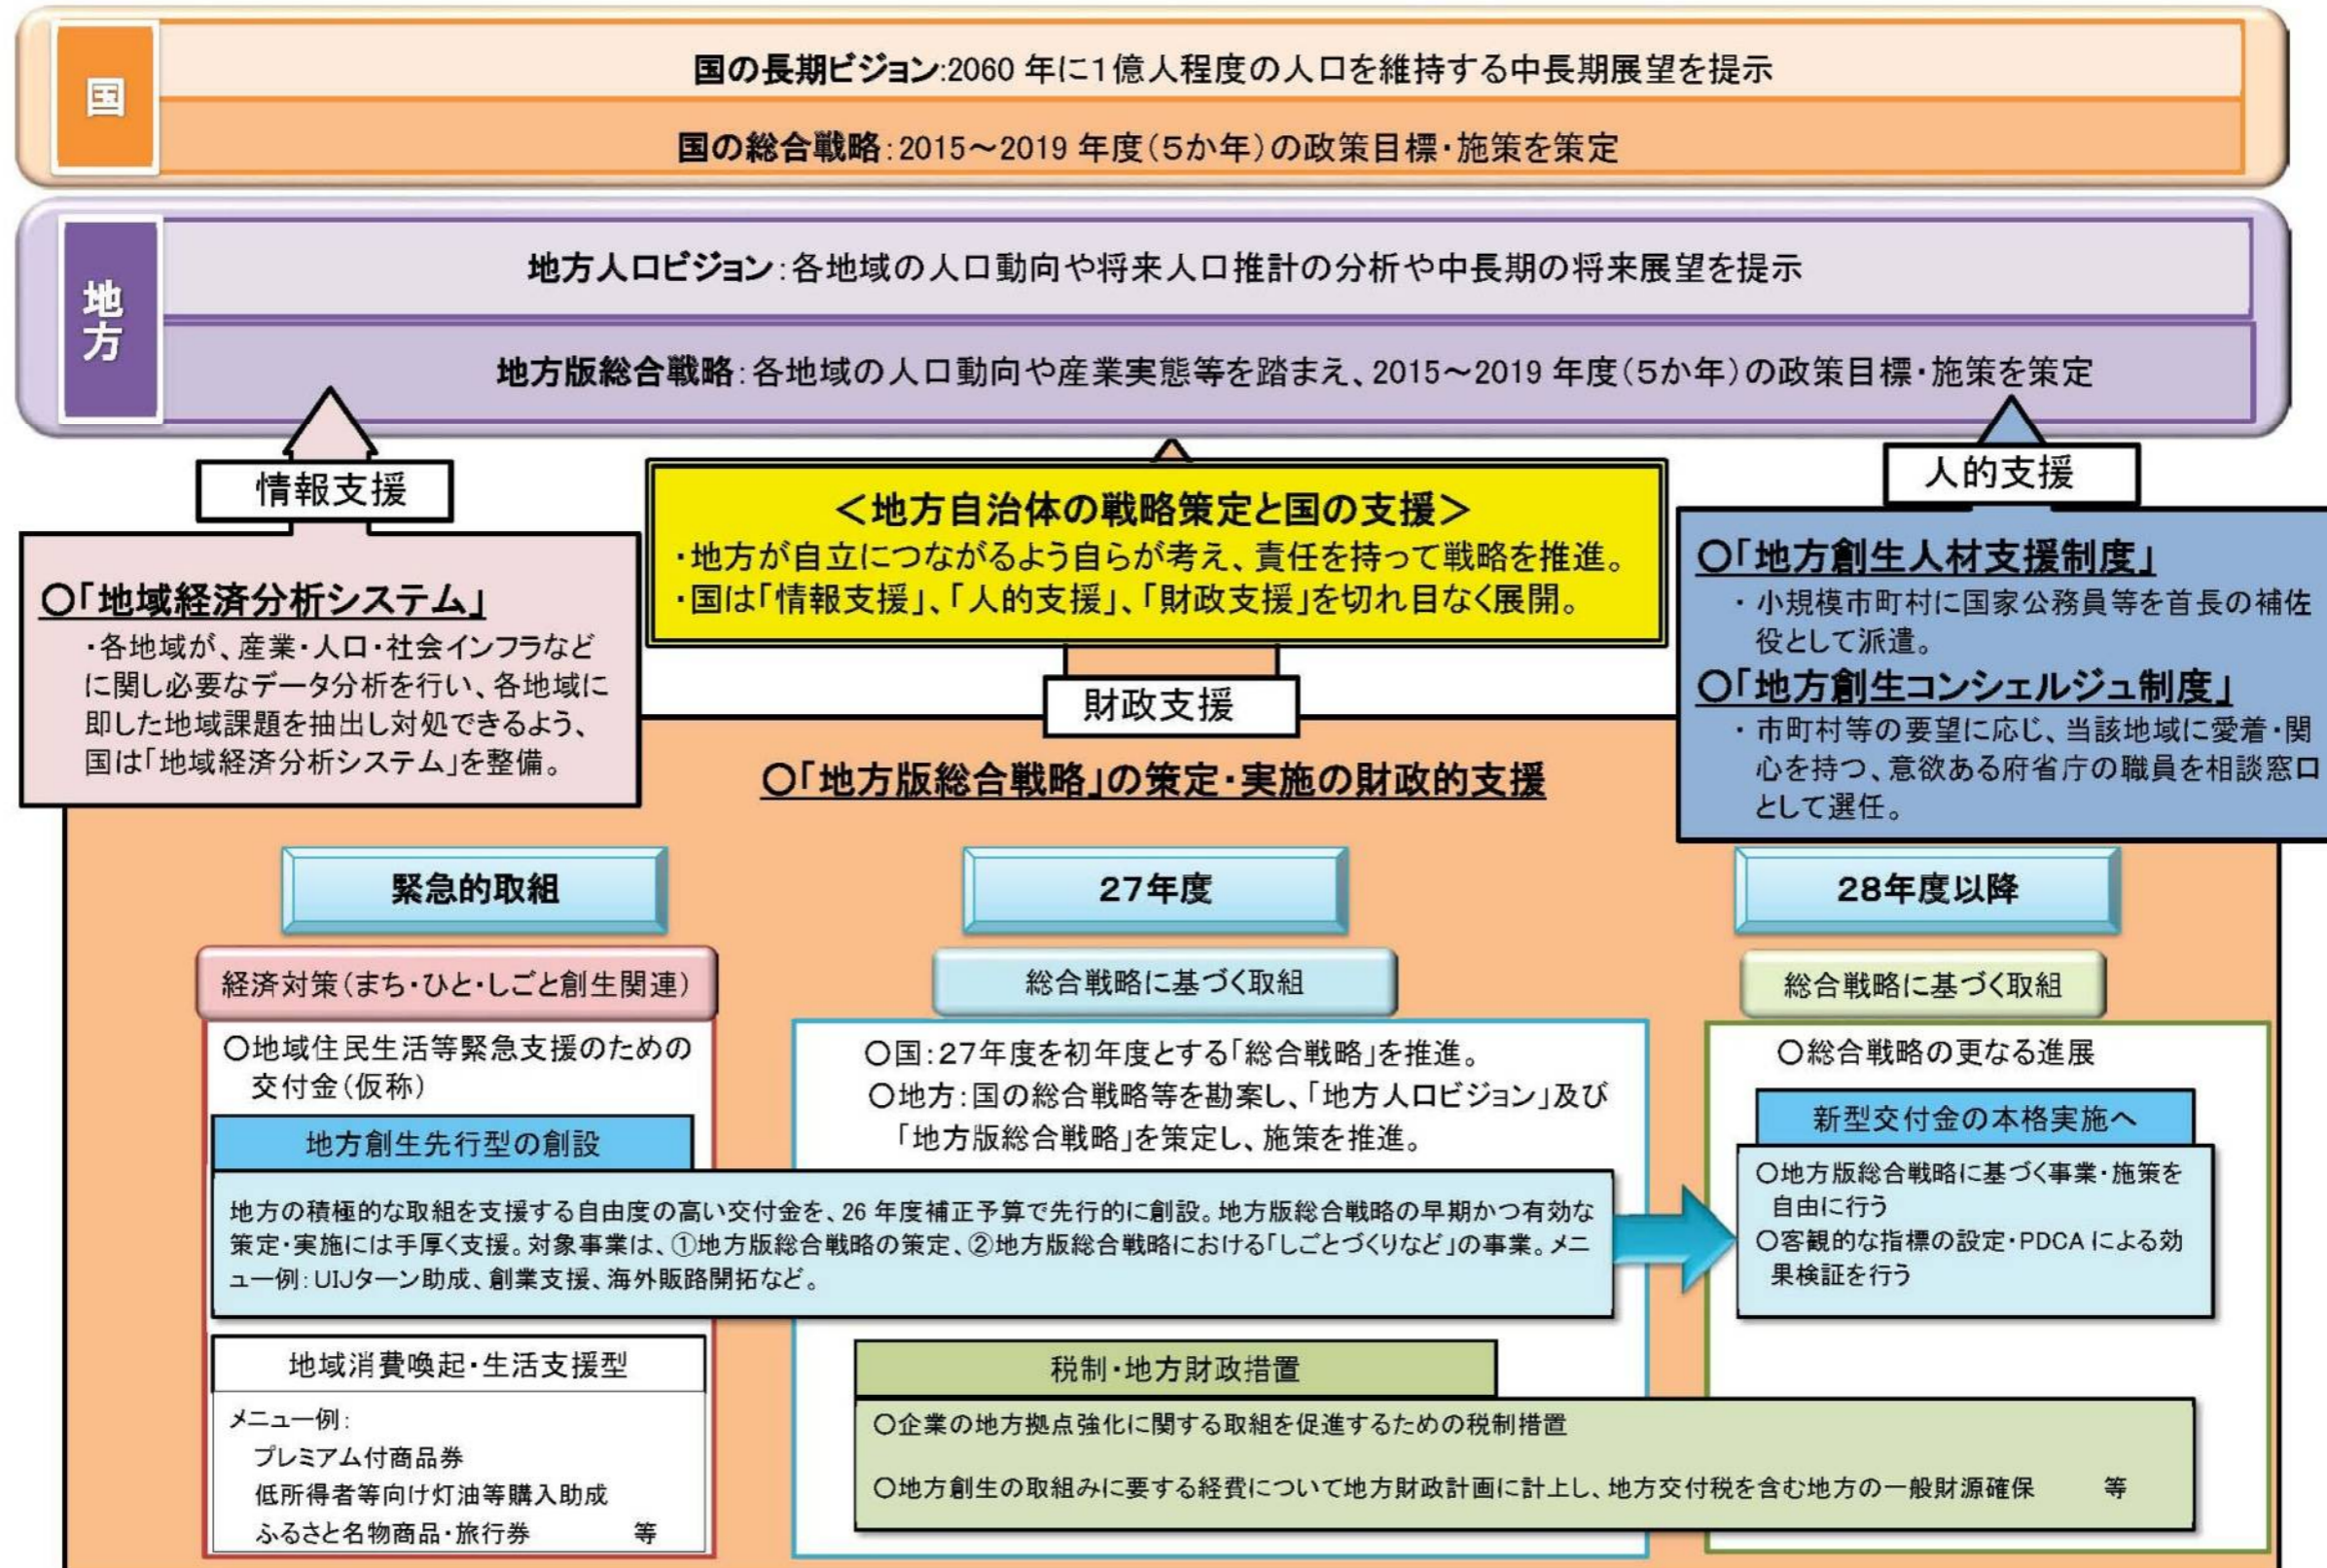 国
国の長期ビジョン:2060 年に1億人程度の人口を維持する中長期展望を提示
国の総合戦略:2015～2019 年度(5か年)の政策目標・施策を策定
地方
地方人口ビジョン:各地域の人口動向や将来人口推計の分析や中長期の将来展望を提示
地方版総合戦略:各地域の人口動向や産業実態等を踏まえ、2015～2019 年度(5か年)の政策目標・施策を策定
情報支援
〇「地域経済分析システム」
・各地域が、産業・人口・社会インフラなど
に関し必要なデータ分析を行い、各地域に
即した地域課題を抽出し対処できるよう、
国は「地域経済分析システム」を整備。
＜地方自治体の戦略策定と国の支援＞
・地方が自立につながるよう自らが考え、責任を持って戦略を推進。
・国は「情報支援」、「人的支援」、「財政支援」を切れ目なく展開。
人的支援
〇「地方創生人材支援制度」
・小規模市町村に国家公務員等を首長の補佐
役として派遣。
〇「地方創生コンシェルジュ制度」
・市町村等の要望に応じ、当該地域に愛着・関
心を持つ、意欲ある府省庁の職員を相談窓口
として選任。
財政支援
〇「地方版総合戦略」の策定・実施の財政的支援
緊急的取組
経済対策(まち・ひと・しごと創生関連)
〇地域住民生活等緊急支援のための
交付金(仮称)
地方創生先行型の創設
地方の積極的な取組を支援する自由度の高い交付金を、26 年度補正予算で先行的に創設。地方版総合戦略の早期かつ有効な
策定・実施には手厚く支援。対象事業は、①地方版総合戦略の策定、②地方版総合戦略における「しごとづくりなど」の事業。メニ
ュー例:UIJターン助成、創業支援、海外販路開拓など。
地域消費喚起・生活支援型
メニュー例:
プレミアム付商品券
低所得者等向け灯油等購入助成
ふるさと名物商品・旅行券 等
27年度
総合戦略に基づく取組
〇国:27年度を初年度とする「総合戦略」を推進。
〇地方:国の総合戦略等を勘案し、「地方人口ビジョン」及び
「地方版総合戦略」を策定し、施策を推進。
税制・地方財政措置
〇企業の地方拠点強化に関する取組を促進するための税制措置
〇地方創生の取組みに要する経費について地方財政計画に計上し、地方交付税を含む地方の一般財源確保 等
28年度以降
総合戦略に基づく取組
〇総合戦略の更なる進展
新型交付金の本格実施へ
〇地方版総合戦略に基づく事業・施策を
自由に行う
〇客観的な指標の設定・PDCA による効
果検証を行う